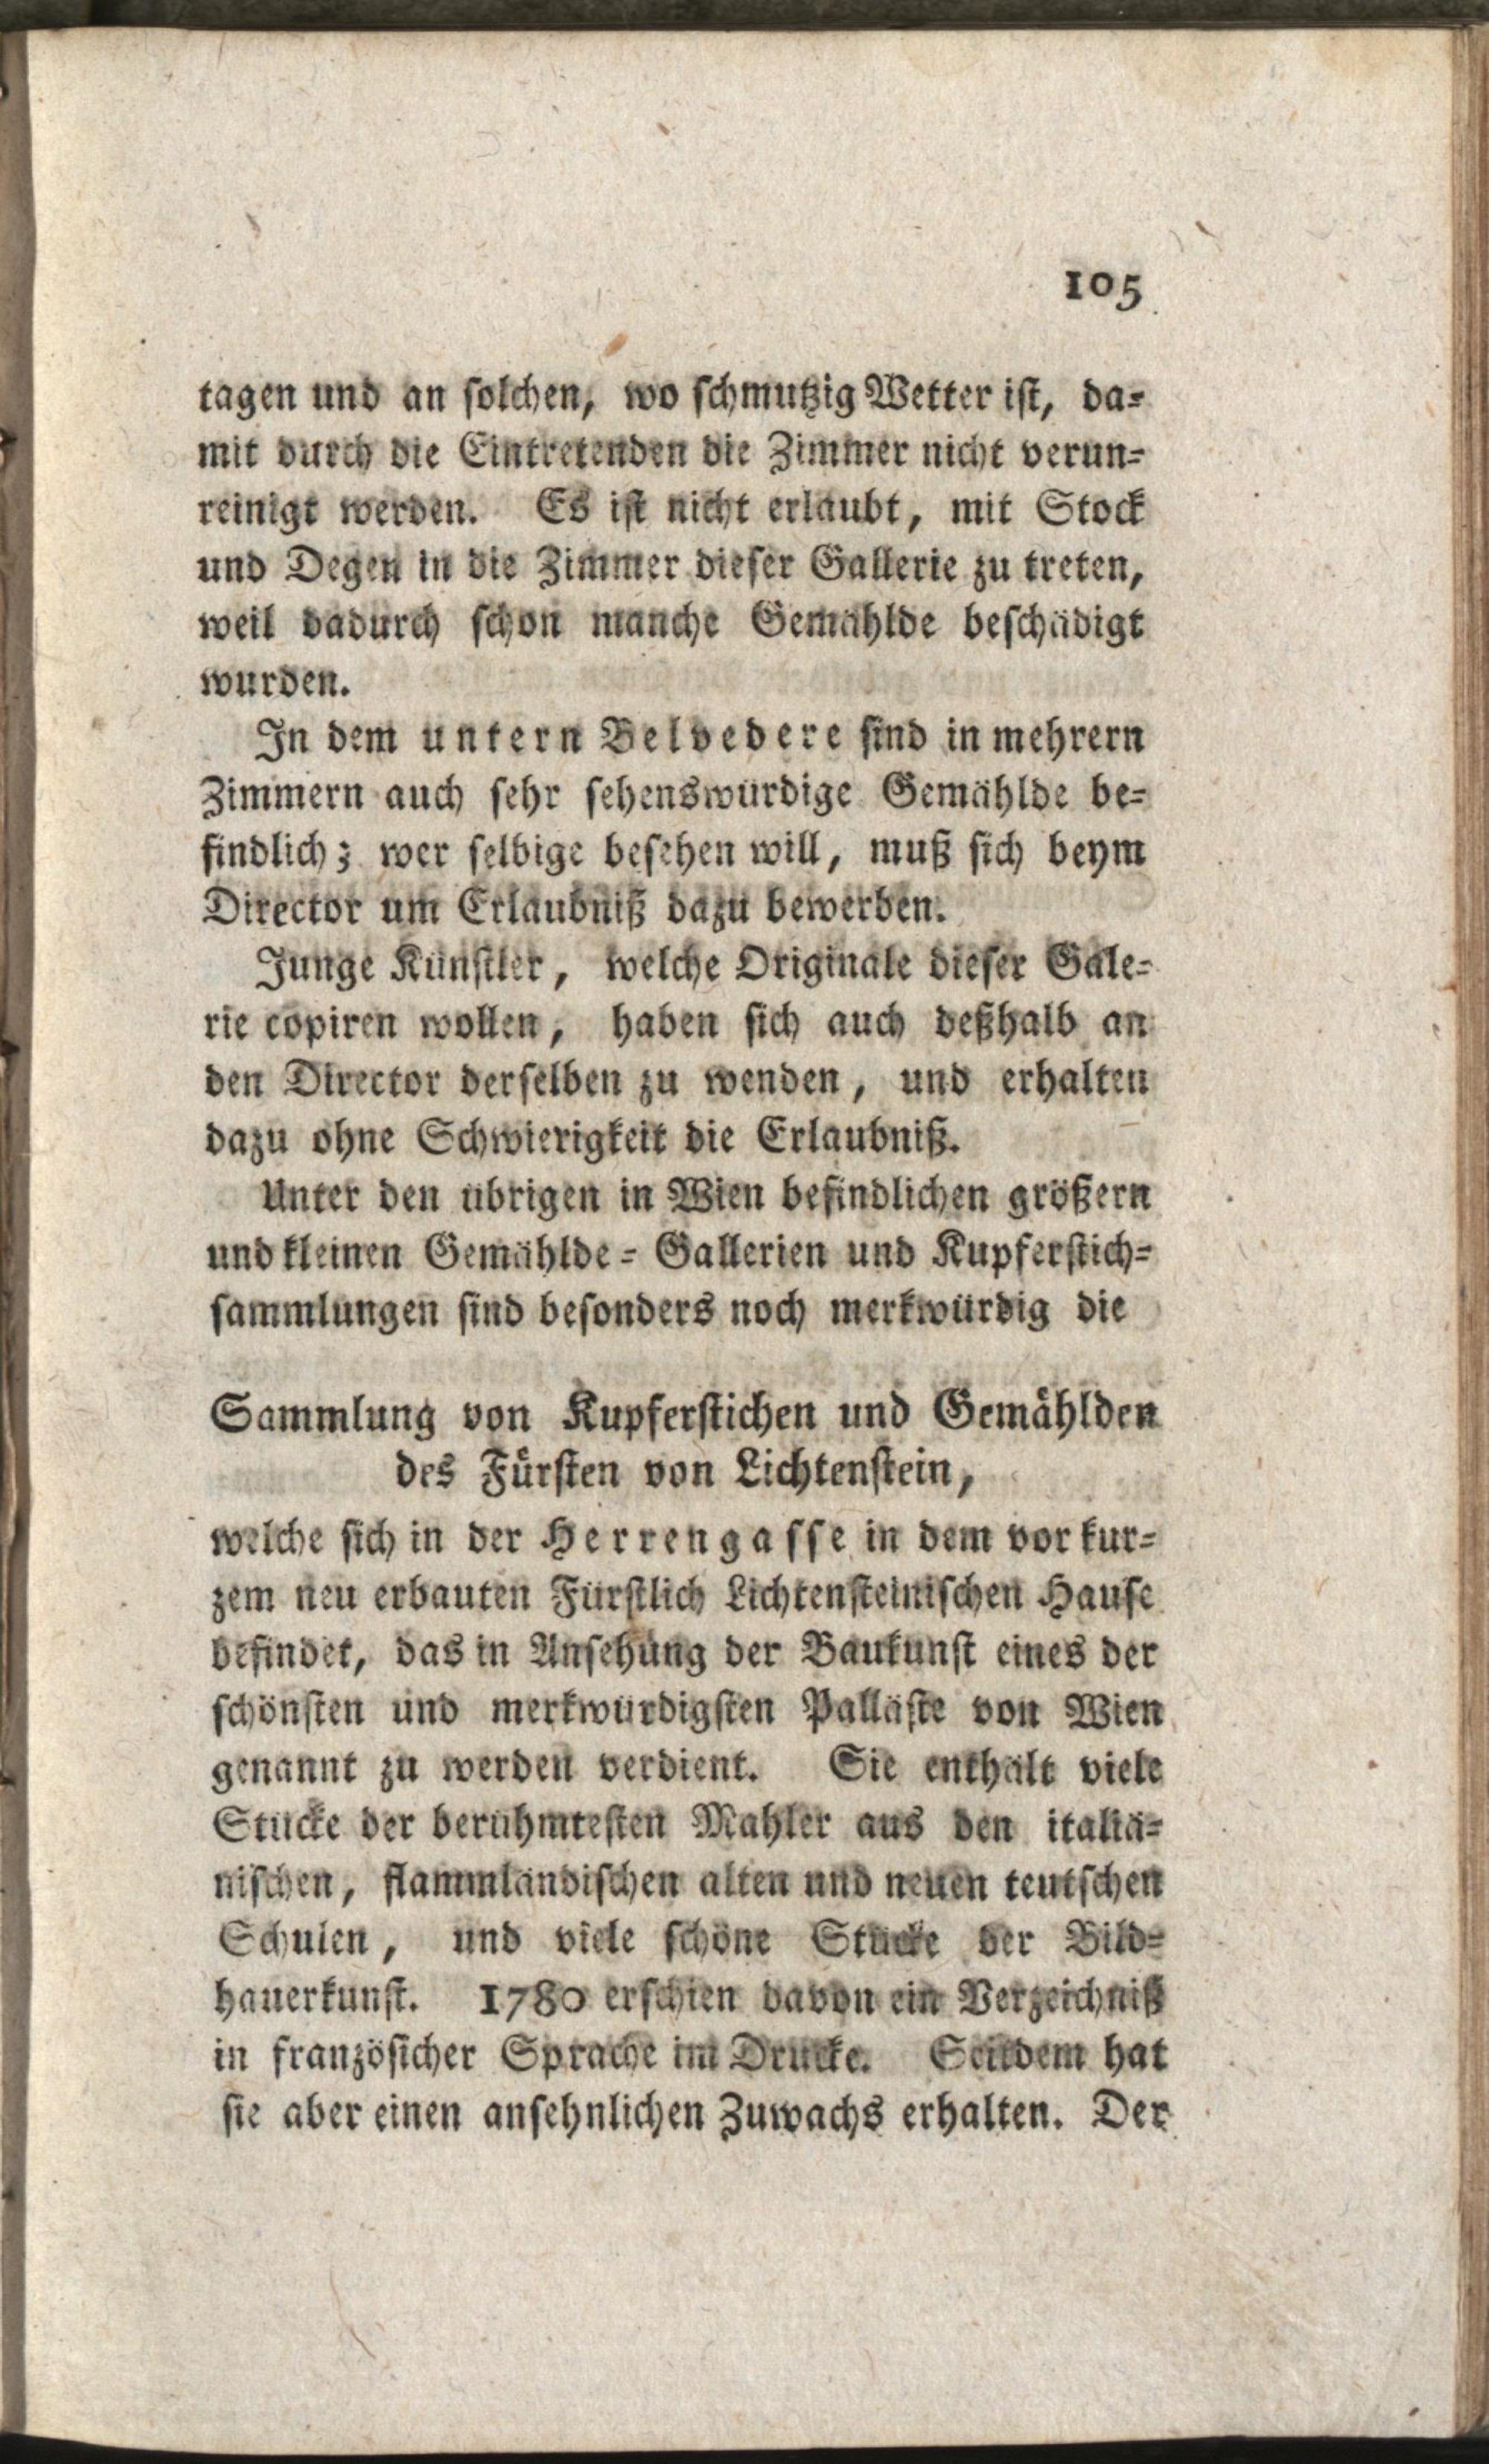 105
tagen und an solchen, wo schmutzig Wetter ist, da-
mit durch die Eintretenden die Zimmer nicht verun-
reinigt werden. Es ist nicht erlaubt, mit Stock
und Degen in die Zimmer dieser Gallerie zu treten,
weil dadurch schon manche Gemählde beschädigt
wurden.
In dem untern Belvedere sind in mehrern
Zimmern auch sehr sehenswürdige Gemählde be-
findlich; wer selbige besehen will, muß sich beym
Director um Erlaubniß dazu bewerben.
Junge Künstler, welche Originale dieser Gale-
rie copiren wollen, haben sich auch deßhalb an
den Director derselben zu wenden, und erhalten
dazu ohne Schwierigkeit die Erlaubniß.
Unter den übrigen in Wien befindlichen größern
und kleinen Gemählde-Gallerien und Kupferstich-
sammlungen sind besonders noch merkwürdig die
Sammlung von Kupferstichen und Gemählden
des Fürsten von Lichtenstein,
welche sich in der Herrengasse in dem vor kur-
zem neu erbauten Fürstlich Lichtensteinischen Hause
befindet, das in Ansehung der Baukunst eines der
schönsten und merkwürdigsten Palläste von Wien
genannt zu werden verdient. Sie enthält viele
Stücke der berühmtesten Mahler aus den italiä-
nischen, flammländischen alten und neuen teutschen
Schulen, und viele schöne Stücke der Bild-
hauerkunst. 1780 erschien davon ein Verzeichniß
in französicher Sprache im Drucke. Seitdem hat
sie aber einen ansehnlichen Zuwachs erhalten. Der